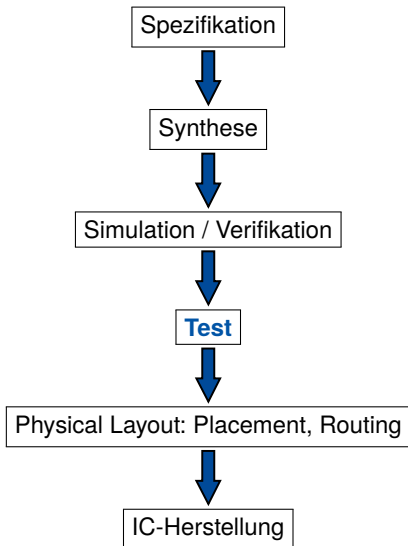 Spezifikation
Synthese
Simulation / Verifikation
Test
Physical Layout: Placement, Routing
IC-Herstellung